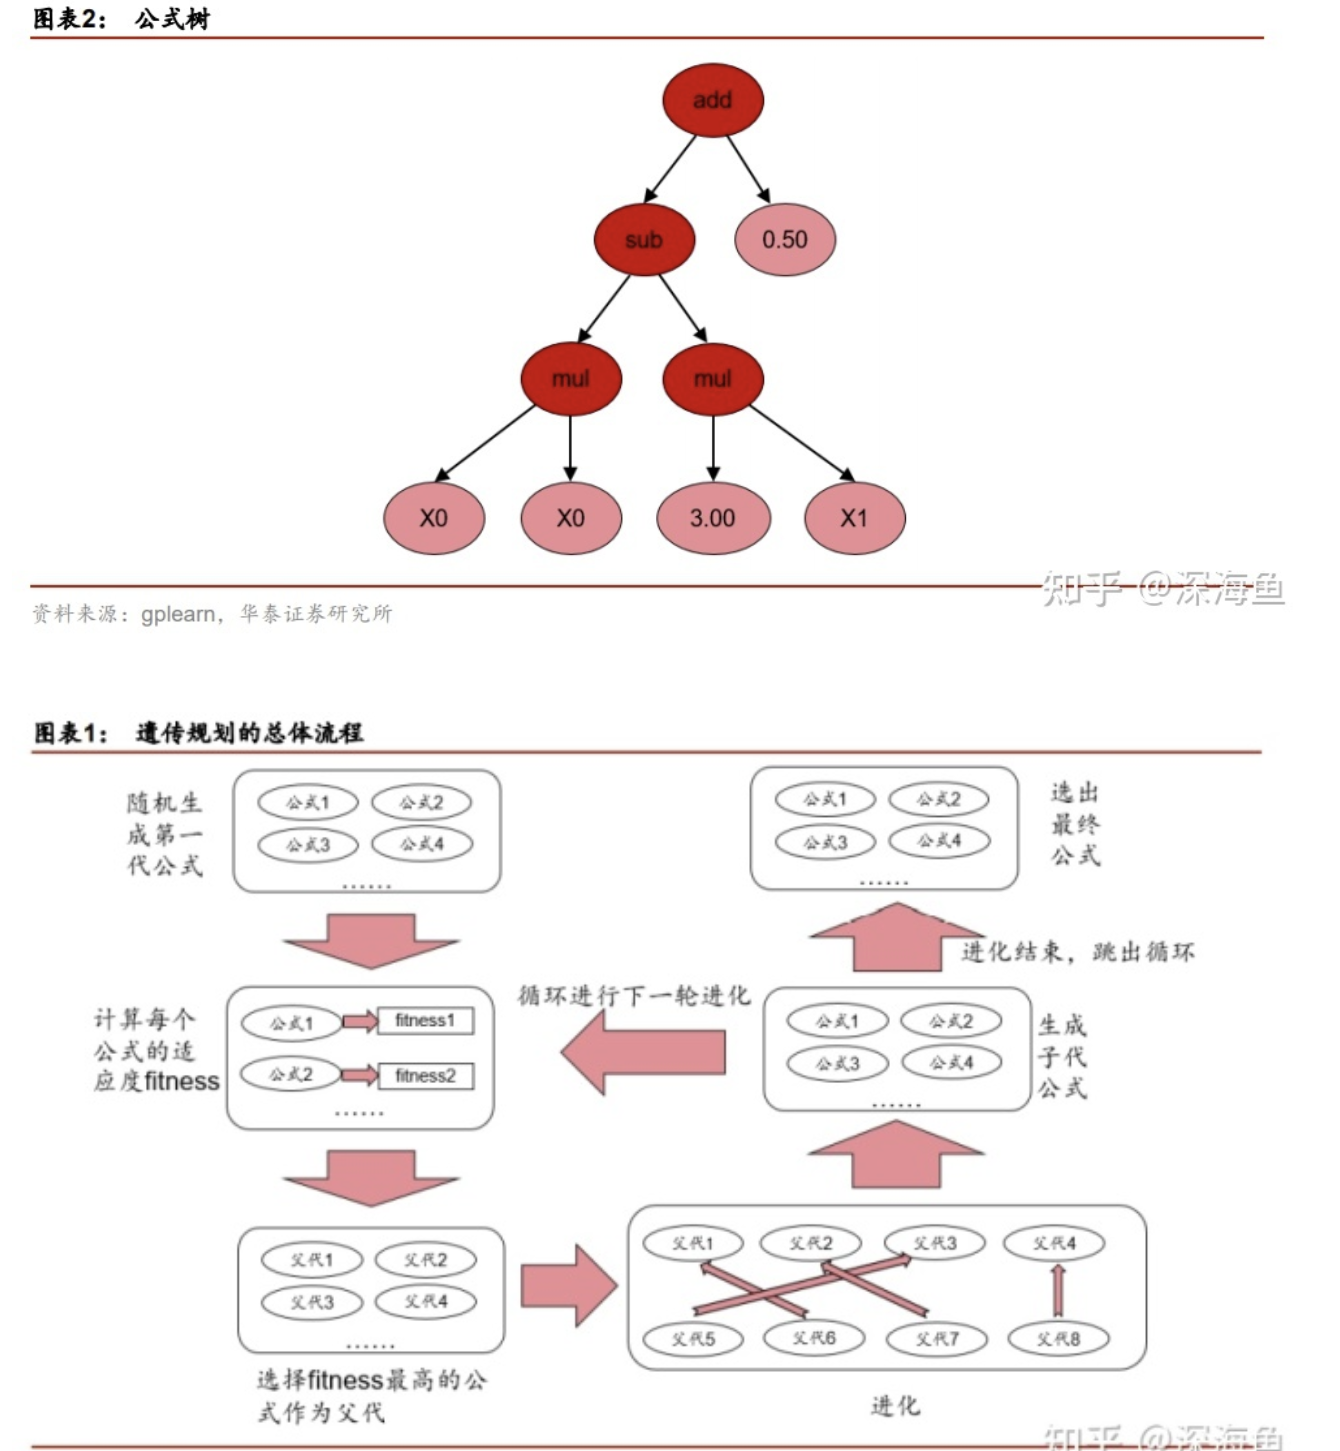 图表2： 公式树
add
sub
0.50
mul
mul
X0
X0
3.00
X1
知乎 @深海鱼
资料来源：gplearn，华泰证券研究所
图表1： 遗传规划的总体流程
随机生
成第一
代公式
公式1
公式2
公式3
公式4
......
公式1
公式2
公式3
公式4
......
选出
最终
公式
进化结束，跳出循环
计算每个
公式的适
应度fitness
公式1
fitness1
公式2
fitness2
......
循环进行下一轮进化
公式1
公式2
公式3
公式4
......
生成
子代
公式
父代1
父代2
父代3
父代4
......
选择fitness最高的公
式作为父代
父代1
父代2
父代3
父代4
父代5
父代6
父代7
父代8
进化
知乎 @深海鱼